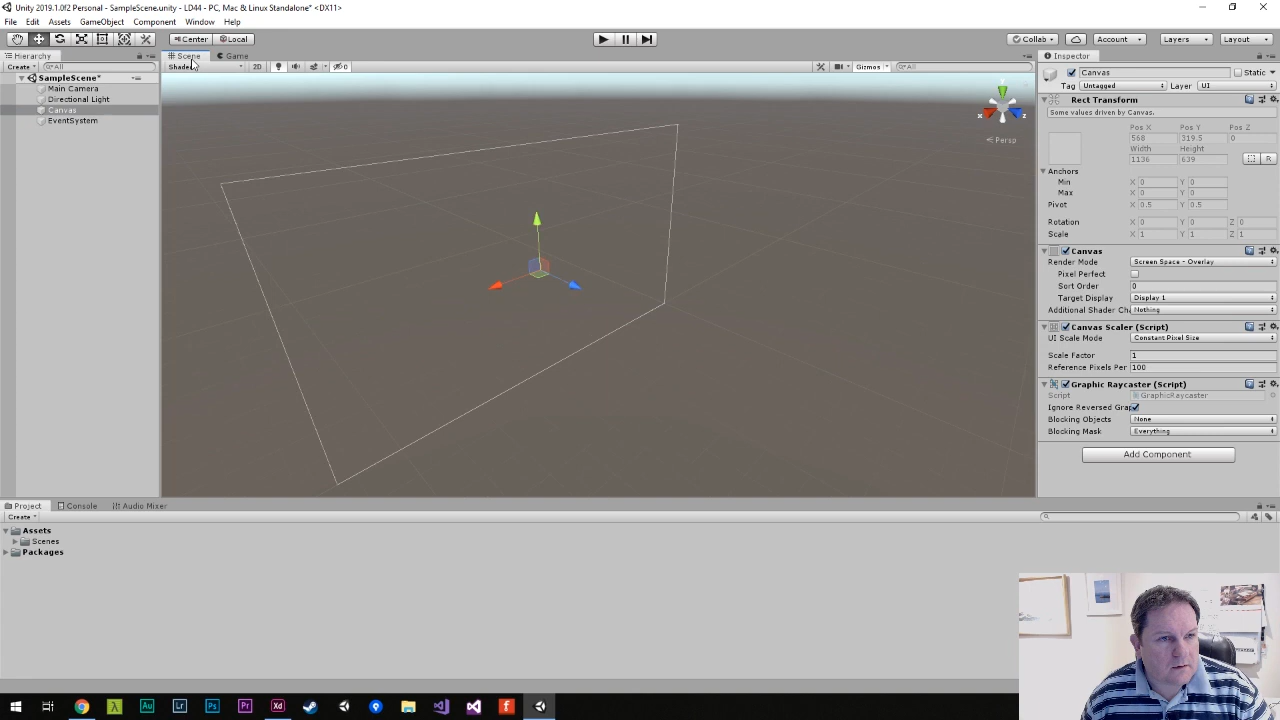 Unity 2019.1.0f2 Personal - SampleScene.unity - LD44 - PC, Mac & Linux Standalone* <DX11>
File Edit Assets GameObject Component Window Help
Center Local Collab Account Layers Layout
Hierarchy
Create All
SampleScene*
Main Camera
Directional Light
Canvas
EventSystem
Scene Game
Shaded 2D 0 Gizmos All
y
x z
Persp
Inspector
Canvas Static
Tag Untagged Layer UI
Rect Transform
Some values driven by Canvas.
Pos X Pos Y Pos Z
568 319.5 0
Width Height
1136 639 R
Anchors
Min X 0 Y 0
Max X 0 Y 0
Pivot X 0.5 Y 0.5
Rotation X 0 Y 0 Z 0
Scale X 1 Y 1 Z 1
Canvas
Render Mode Screen Space - Overlay
Pixel Perfect
Sort Order 0
Target Display Display 1
Additional Shader Cha Nothing
Canvas Scaler (Script)
UI Scale Mode Constant Pixel Size
Scale Factor 1
Reference Pixels Per 100
Graphic Raycaster (Script)
Script GraphicRaycaster
Ignore Reversed Grap
Blocking Objects None
Blocking Mask Everything
Add Component
Project Console Audio Mixer
Create
Assets
Scenes
Packages
λ Au Lr Ps Pr Xd f